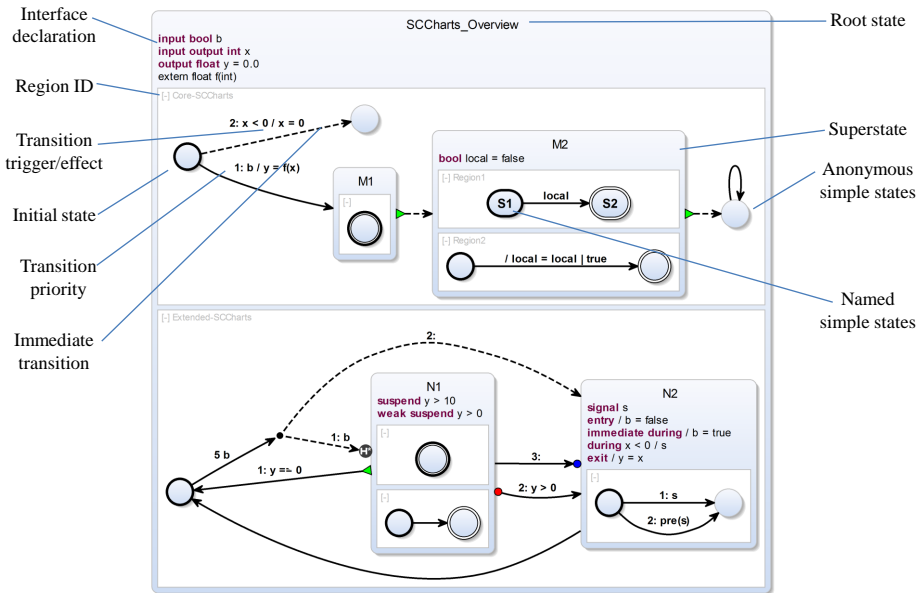 Interface
declaration
SCCharts_Overview
Root state
input bool b
input output int x
output float y = 0.0
extern float f(int)
Region ID
[-] Core-SCCharts
2: x < 0 / x = 0
Transition
trigger/effect
1: b / y = f(x)
M1
[-]
M2
bool local = false
[-] Region1
S1
local
S2
[-] Region2
/ local = local | true
Superstate
Anonymous
simple states
Initial state
Transition
priority
Named
simple states
Immediate
transition
[-] Extended-SCCharts
2:
N1
suspend y > 10
weak suspend y > 0
[-]
[-]
5 b
1: b
H*
1: y == 0
3:
2: y > 0
N2
signal s
entry / b = false
immediate during / b = true
during x < 0 / s
exit / y = x
[-]
1: s
2: pre(s)